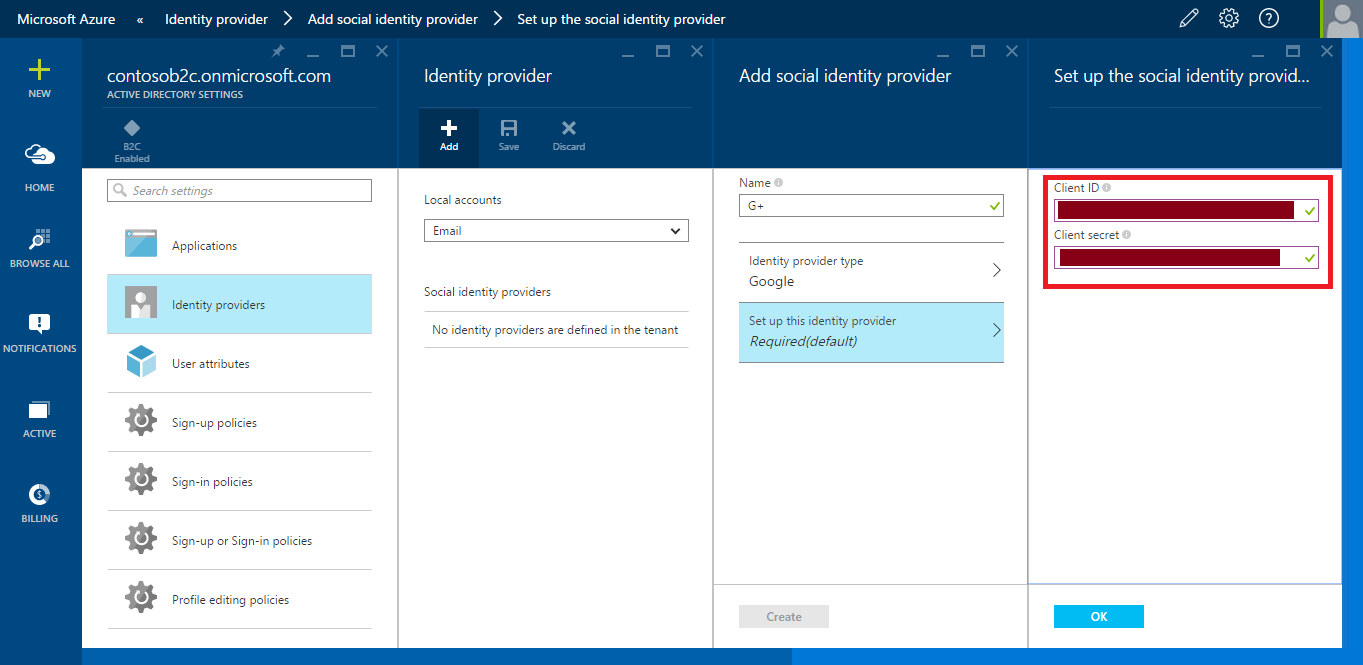 Microsoft Azure « Identity provider > Add social identity provider > Set up the social identity provider
NEW
HOME
BROWSE ALL
NOTIFICATIONS
ACTIVE
BILLING
contosob2c.onmicrosoft.com
ACTIVE DIRECTORY SETTINGS
B2C
Enabled
Search settings
Applications
Identity providers
User attributes
Sign-up policies
Sign-in policies
Sign-up or Sign-in policies
Profile editing policies
Identity provider
Add Save Discard
Local accounts
Email
Social identity providers
No identity providers are defined in the tenant
Add social identity provider
Name
G+
Identity provider type
Google
Set up this identity provider
Required(default)
Create
Set up the social identity provid...
Client ID
Client secret
OK